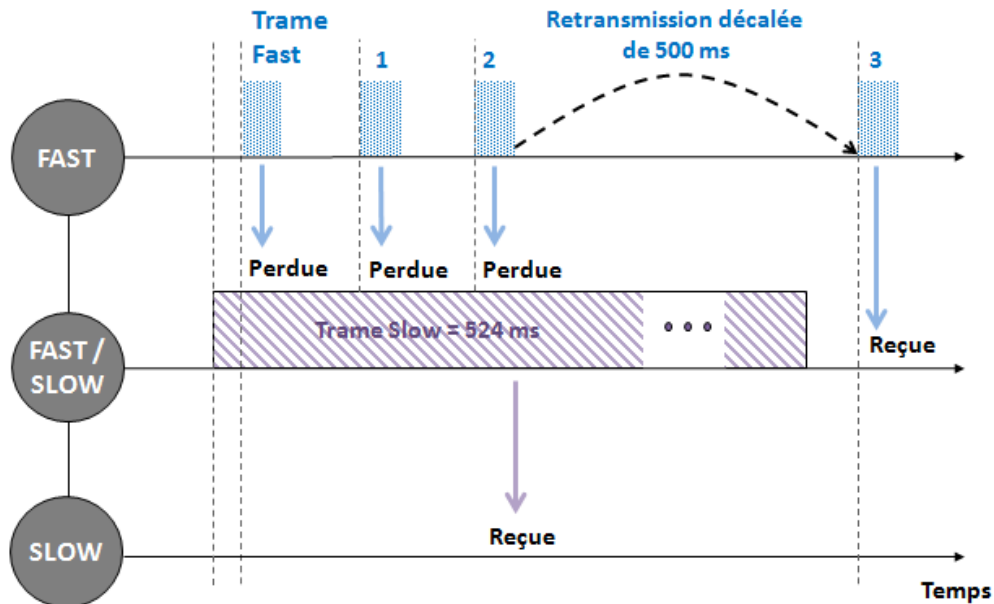 Trame
Fast
1
2
Retransmission décalée
de 500 ms
3
FAST
Perdue
Perdue
Perdue
Trame Slow = 524 ms
FAST /
SLOW
Reçue
Reçue
SLOW
Temps